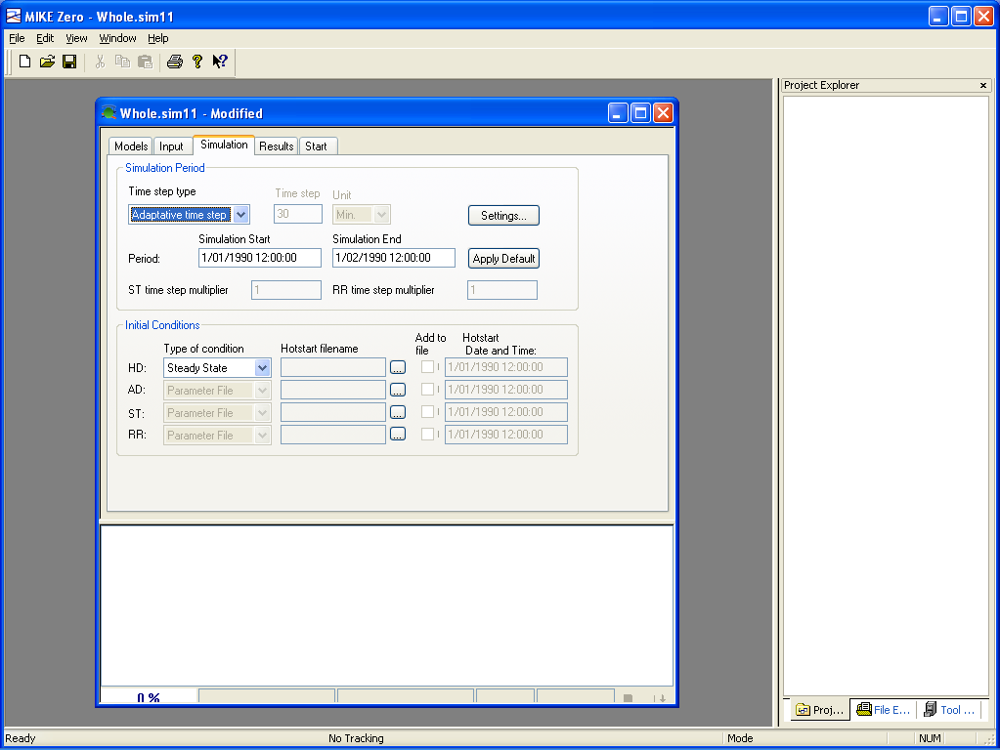 MIKE Zero - Whole.sim11
File Edit View Window Help
Project Explorer
Whole.sim11 - Modified
Models Input Simulation Results Start
Simulation Period
Time step type Time step Unit
Adaptative time step 30 Min. Settings...
Simulation Start Simulation End
Period: 1/01/1990 12:00:00 1/02/1990 12:00:00 Apply Default
ST time step multiplier 1 RR time step multiplier 1
Initial Conditions
Type of condition Hotstart filename Add to file Hotstart Date and Time:
HD: Steady State ... 1/01/1990 12:00:00
AD: Parameter File ... 1/01/1990 12:00:00
ST: Parameter File ... 1/01/1990 12:00:00
RR: Parameter File ... 1/01/1990 12:00:00
0 %
Proj... File E... Tool ...
Ready No Tracking Mode NUM